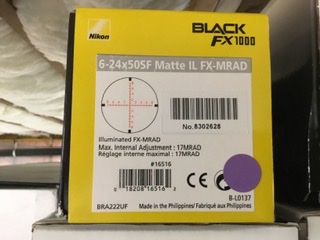 Nikon
BLACK
FX1000
6-24x50SF Matte IL FX-MRAD
No.8302628
Illuminated FX-MRAD
Max. Internal Adjustment : 17MRAD
Réglage interne maximal : 17MRAD
#16516
0 18208 16516 2
B-L0137
BRA222UF
Made in the Philippines/ Fabriqué aux Philippines